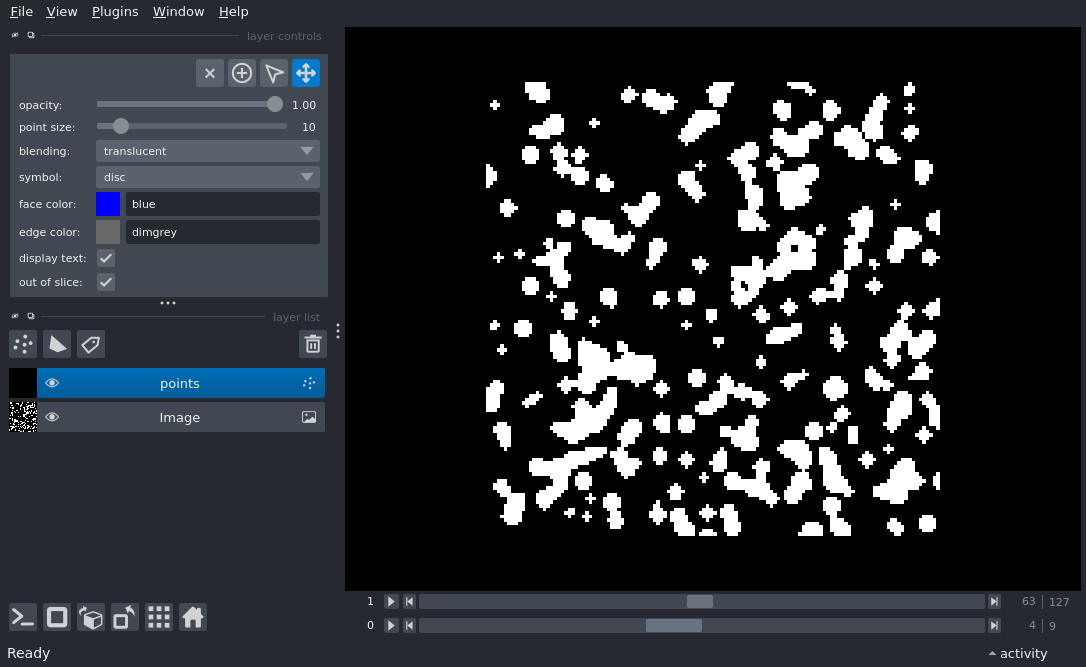 File View Plugins Window Help
layer controls
opacity: 1.00
point size: 10
blending: translucent
symbol: disc
face color: blue
edge color: dimgrey
display text:
out of slice:
layer list
points
Image
1 63 127
0 4 9
Ready activity